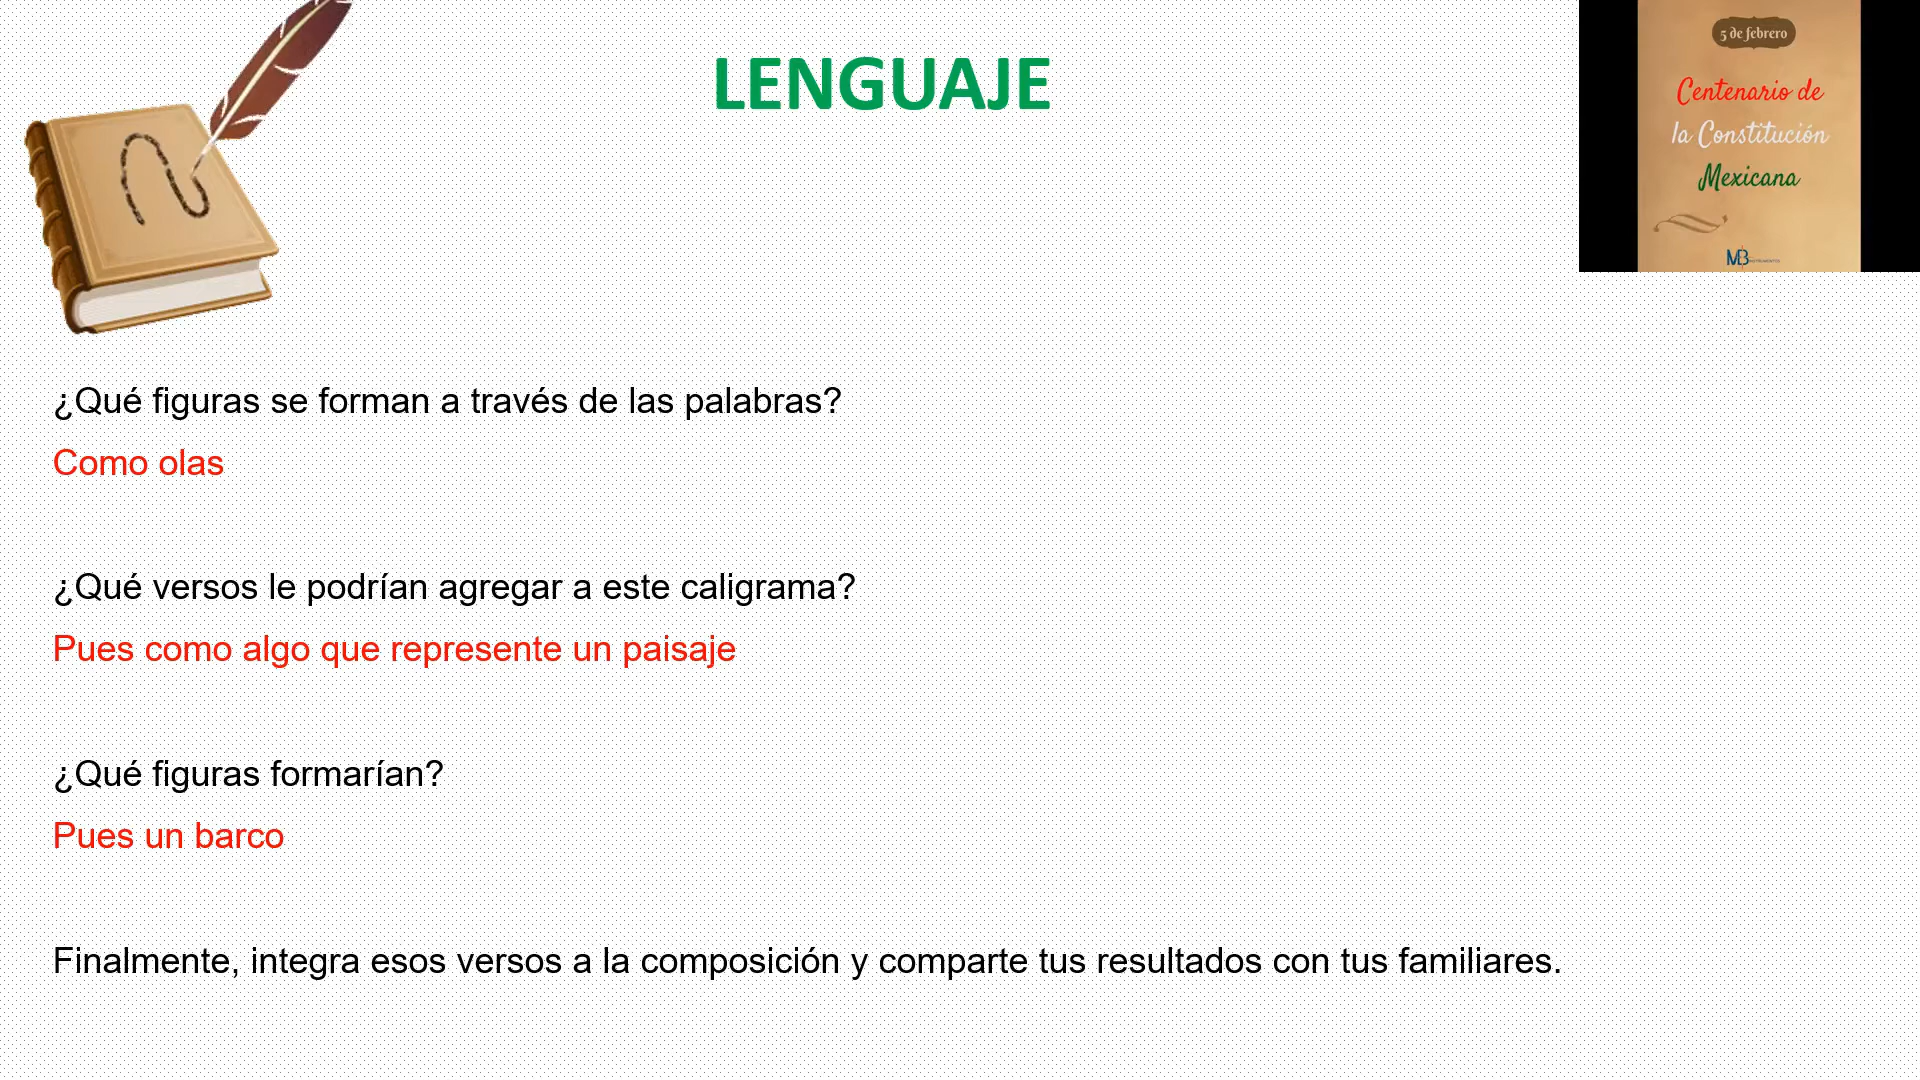 LENGUAJE
5 de febrero
Centenario de
la Constitución
Mexicana
MB
¿Qué figuras se forman a través de las palabras?
Como olas
¿Qué versos le podrían agregar a este caligrama?
Pues como algo que represente un paisaje
¿Qué figuras formarían?
Pues un barco
Finalmente, integra esos versos a la composición y comparte tus resultados con tus familiares.